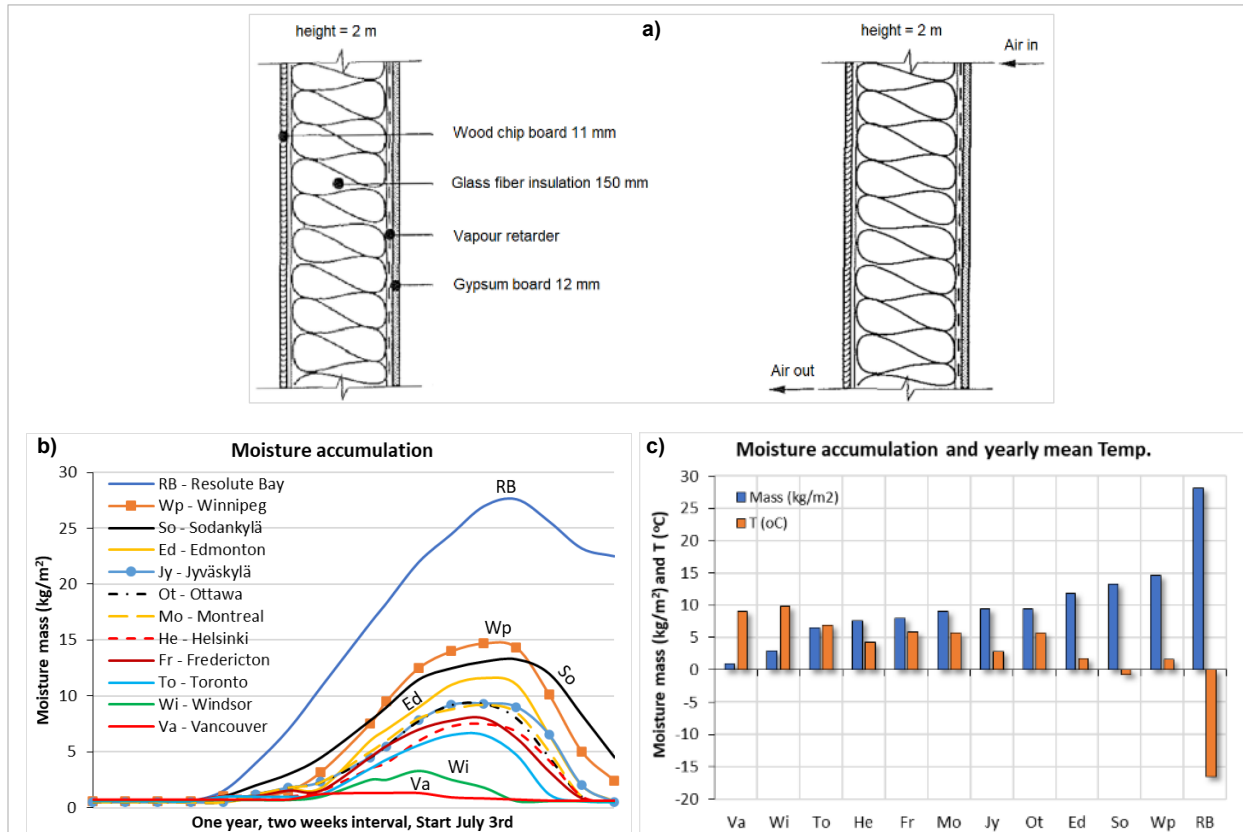 height = 2 m
a)
height = 2 m
Air in
Wood chip board 11 mm
Glass fiber insulation 150 mm
Vapour retarder
Gypsum board 12 mm
Air out
b)
Moisture accumulation
Moisture mass (kg/m²)
30
25
20
15
10
5
0
RB - Resolute Bay
Wp - Winnipeg
So - Sodankylä
Ed - Edmonton
Jy - Jyväskylä
Ot - Ottawa
Mo - Montreal
He - Helsinki
Fr - Fredericton
To - Toronto
Wi - Windsor
Va - Vancouver
RB
Wp
So
Ed
Wi
Va
One year, two weeks interval, Start July 3rd
c)
Moisture accumulation and yearly mean Temp.
Moisture mass (kg/m²) and T (°C)
30
25
20
15
10
5
0
-5
-10
-15
-20
Mass (kg/m2)
T (oC)
Va Wi To He Fr Mo Jy Ot Ed So Wp RB